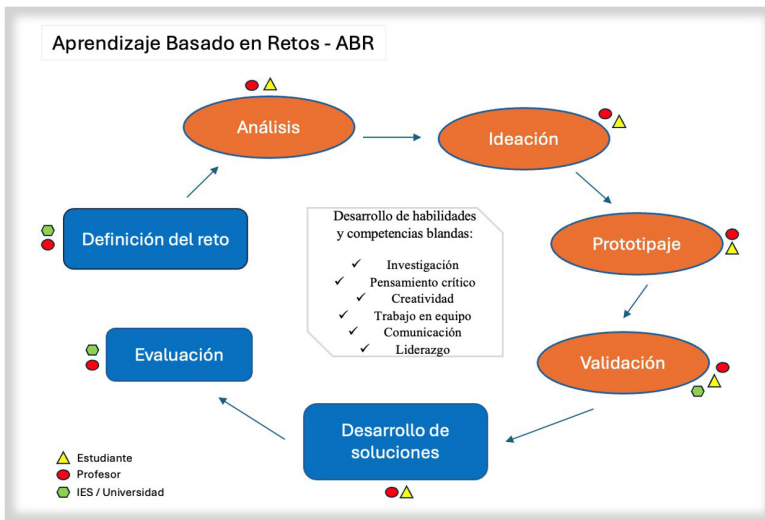 Aprendizaje Basado en Retos - ABR
Análisis
Ideación
Definición del reto
Desarrollo de habilidades
y competencias blandas:
✓ Investigación
✓ Pensamiento crítico
✓ Creatividad
✓ Trabajo en equipo
✓ Comunicación
✓ Liderazgo
Prototipaje
Evaluación
Validación
Desarrollo de
soluciones
Estudiante
Profesor
IES / Universidad